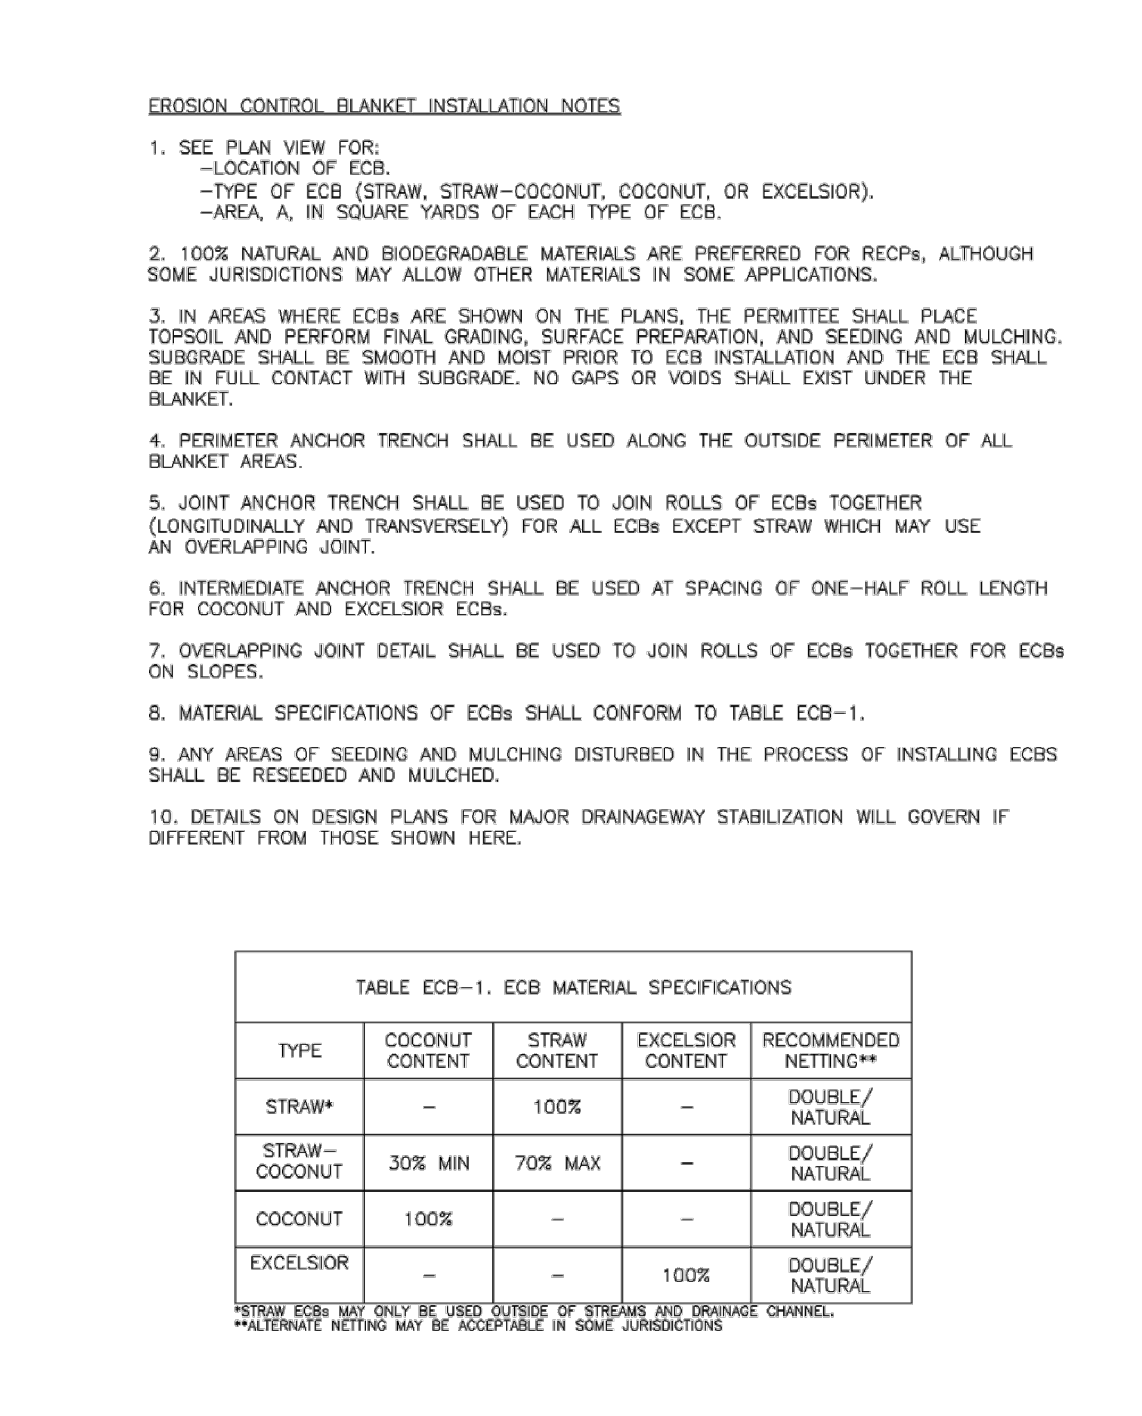 EROSION CONTROL BLANKET INSTALLATION NOTES
1. SEE PLAN VIEW FOR:
-LOCATION OF ECB.
-TYPE OF ECB (STRAW, STRAW-COCONUT, COCONUT, OR EXCELSIOR).
-AREA, A, IN SQUARE YARDS OF EACH TYPE OF ECB.
2. 100% NATURAL AND BIODEGRADABLE MATERIALS ARE PREFERRED FOR RECPs, ALTHOUGH
SOME JURISDICTIONS MAY ALLOW OTHER MATERIALS IN SOME APPLICATIONS.
3. IN AREAS WHERE ECBs ARE SHOWN ON THE PLANS, THE PERMITTEE SHALL PLACE
TOPSOIL AND PERFORM FINAL GRADING, SURFACE PREPARATION, AND SEEDING AND MULCHING.
SUBGRADE SHALL BE SMOOTH AND MOIST PRIOR TO ECB INSTALLATION AND THE ECB SHALL
BE IN FULL CONTACT WITH SUBGRADE. NO GAPS OR VOIDS SHALL EXIST UNDER THE
BLANKET.
4. PERIMETER ANCHOR TRENCH SHALL BE USED ALONG THE OUTSIDE PERIMETER OF ALL
BLANKET AREAS.
5. JOINT ANCHOR TRENCH SHALL BE USED TO JOIN ROLLS OF ECBs TOGETHER
(LONGITUDINALLY AND TRANSVERSELY) FOR ALL ECBs EXCEPT STRAW WHICH MAY USE
AN OVERLAPPING JOINT.
6. INTERMEDIATE ANCHOR TRENCH SHALL BE USED AT SPACING OF ONE-HALF ROLL LENGTH
FOR COCONUT AND EXCELSIOR ECBs.
7. OVERLAPPING JOINT DETAIL SHALL BE USED TO JOIN ROLLS OF ECBs TOGETHER FOR ECBs
ON SLOPES.
8. MATERIAL SPECIFICATIONS OF ECBs SHALL CONFORM TO TABLE ECB-1.
9. ANY AREAS OF SEEDING AND MULCHING DISTURBED IN THE PROCESS OF INSTALLING ECBS
SHALL BE RESEEDED AND MULCHED.
10. DETAILS ON DESIGN PLANS FOR MAJOR DRAINAGEWAY STABILIZATION WILL GOVERN IF
DIFFERENT FROM THOSE SHOWN HERE.
TABLE ECB-1. ECB MATERIAL SPECIFICATIONS
TYPE
COCONUT
CONTENT
STRAW
CONTENT
EXCELSIOR
CONTENT
RECOMMENDED
NETTING**
STRAW*
-
100%
-
DOUBLE/
NATURAL
STRAW-
COCONUT
30% MIN
70% MAX
-
DOUBLE/
NATURAL
COCONUT
100%
-
-
DOUBLE/
NATURAL
EXCELSIOR
-
-
100%
DOUBLE/
NATURAL
*STRAW ECBs MAY ONLY BE USED OUTSIDE OF STREAMS AND DRAINAGE CHANNEL.
**ALTERNATE NETTING MAY BE ACCEPTABLE IN SOME JURISDICTIONS